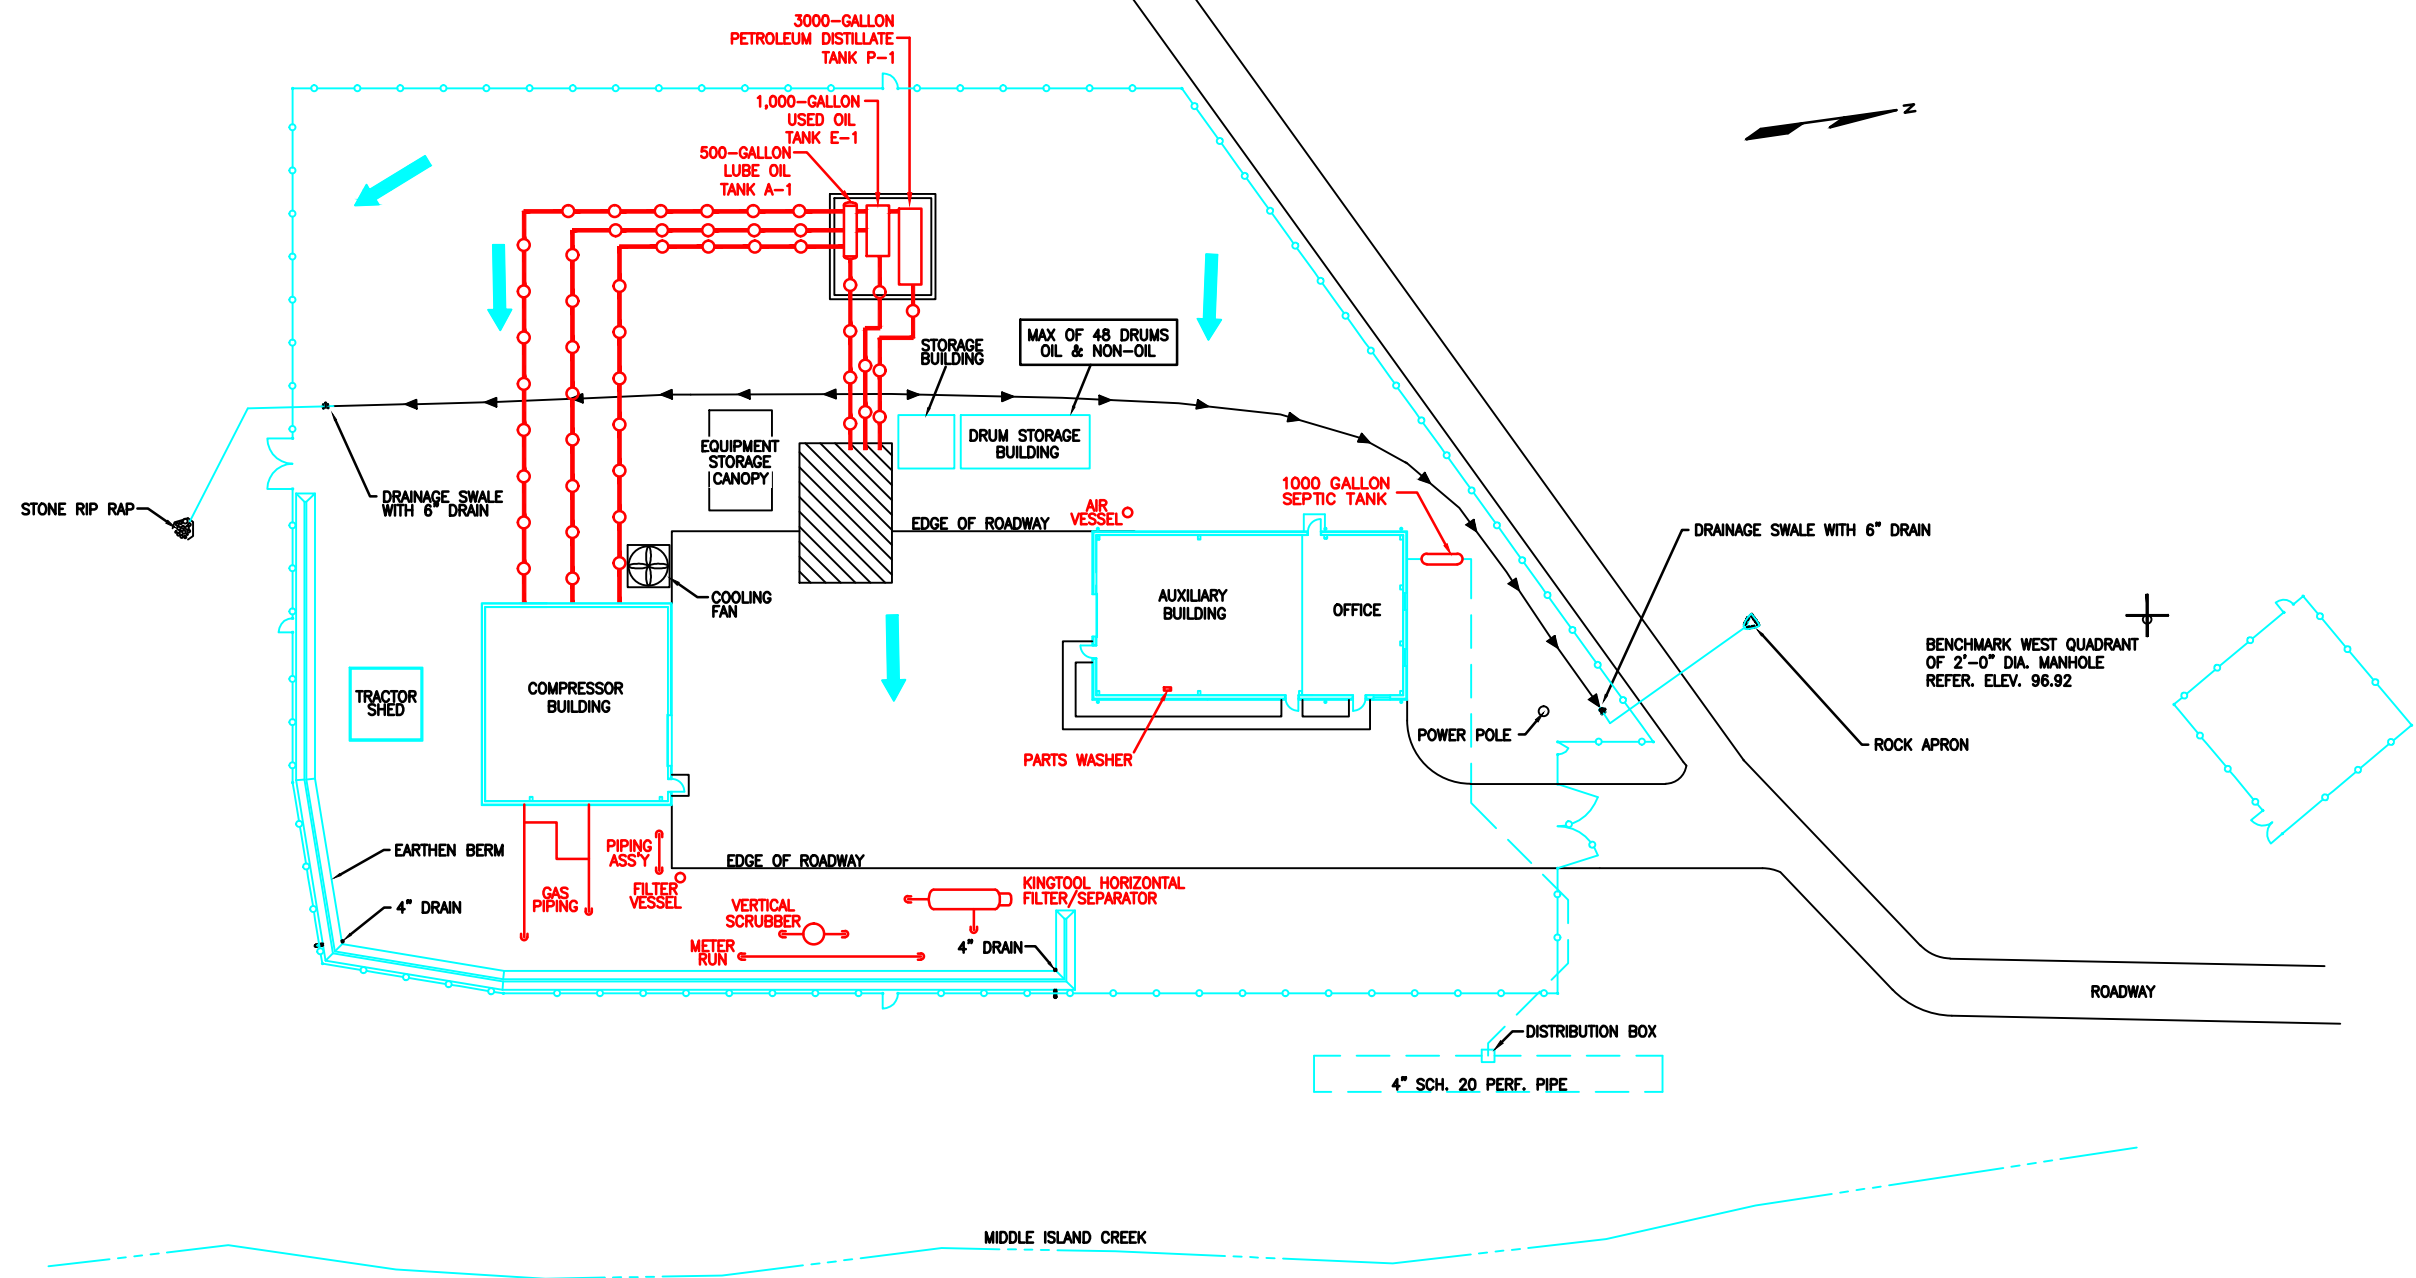 3000-GALLON
PETROLEUM DISTILLATE
TANK P-1
1,000-GALLON
USED OIL
TANK E-1
500-GALLON
LUBE OIL
TANK A-1
N
STORAGE
BUILDING
MAX OF 48 DRUMS
OIL & NON-OIL
EQUIPMENT
STORAGE
CANOPY
DRUM STORAGE
BUILDING
STONE RIP RAP
DRAINAGE SWALE
WITH 6" DRAIN
EDGE OF ROADWAY
AIR
VESSEL
1000 GALLON
SEPTIC TANK
DRAINAGE SWALE WITH 6" DRAIN
COOLING
FAN
AUXILIARY
BUILDING
OFFICE
BENCHMARK WEST QUADRANT
OF 2'-0" DIA. MANHOLE
REFER. ELEV. 96.92
TRACTOR
SHED
COMPRESSOR
BUILDING
POWER POLE
ROCK APRON
PARTS WASHER
EARTHEN BERM
PIPING
ASS'Y
EDGE OF ROADWAY
4" DRAIN
GAS
PIPING
FILTER
VESSEL
VERTICAL
SCRUBBER
KINGTOOL HORIZONTAL
FILTER/SEPARATOR
METER
RUN
4" DRAIN
ROADWAY
DISTRIBUTION BOX
4" SCH. 20 PERF. PIPE
MIDDLE ISLAND CREEK